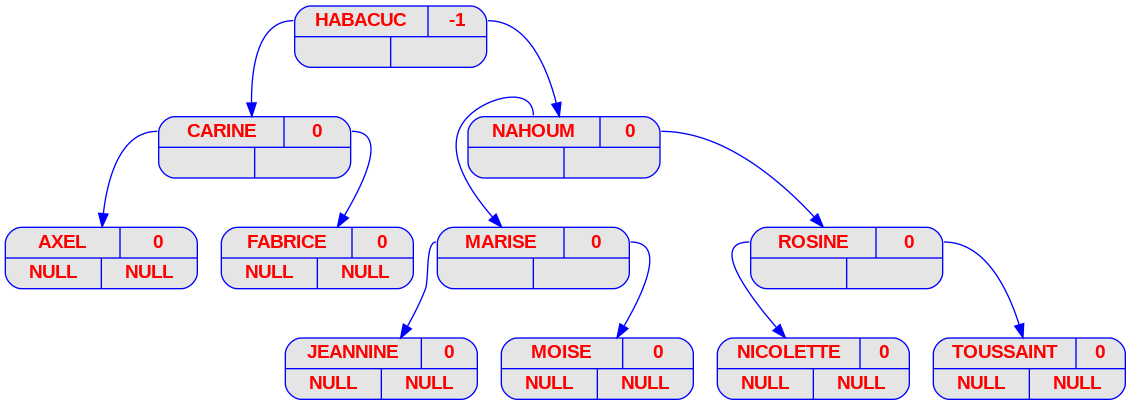 HABACUC -1
CARINE 0
NAHOUM 0
AXEL 0
NULL NULL
FABRICE 0
NULL NULL
MARISE 0
ROSINE 0
JEANNINE 0
NULL NULL
MOISE 0
NULL NULL
NICOLETTE 0
NULL NULL
TOUSSAINT 0
NULL NULL